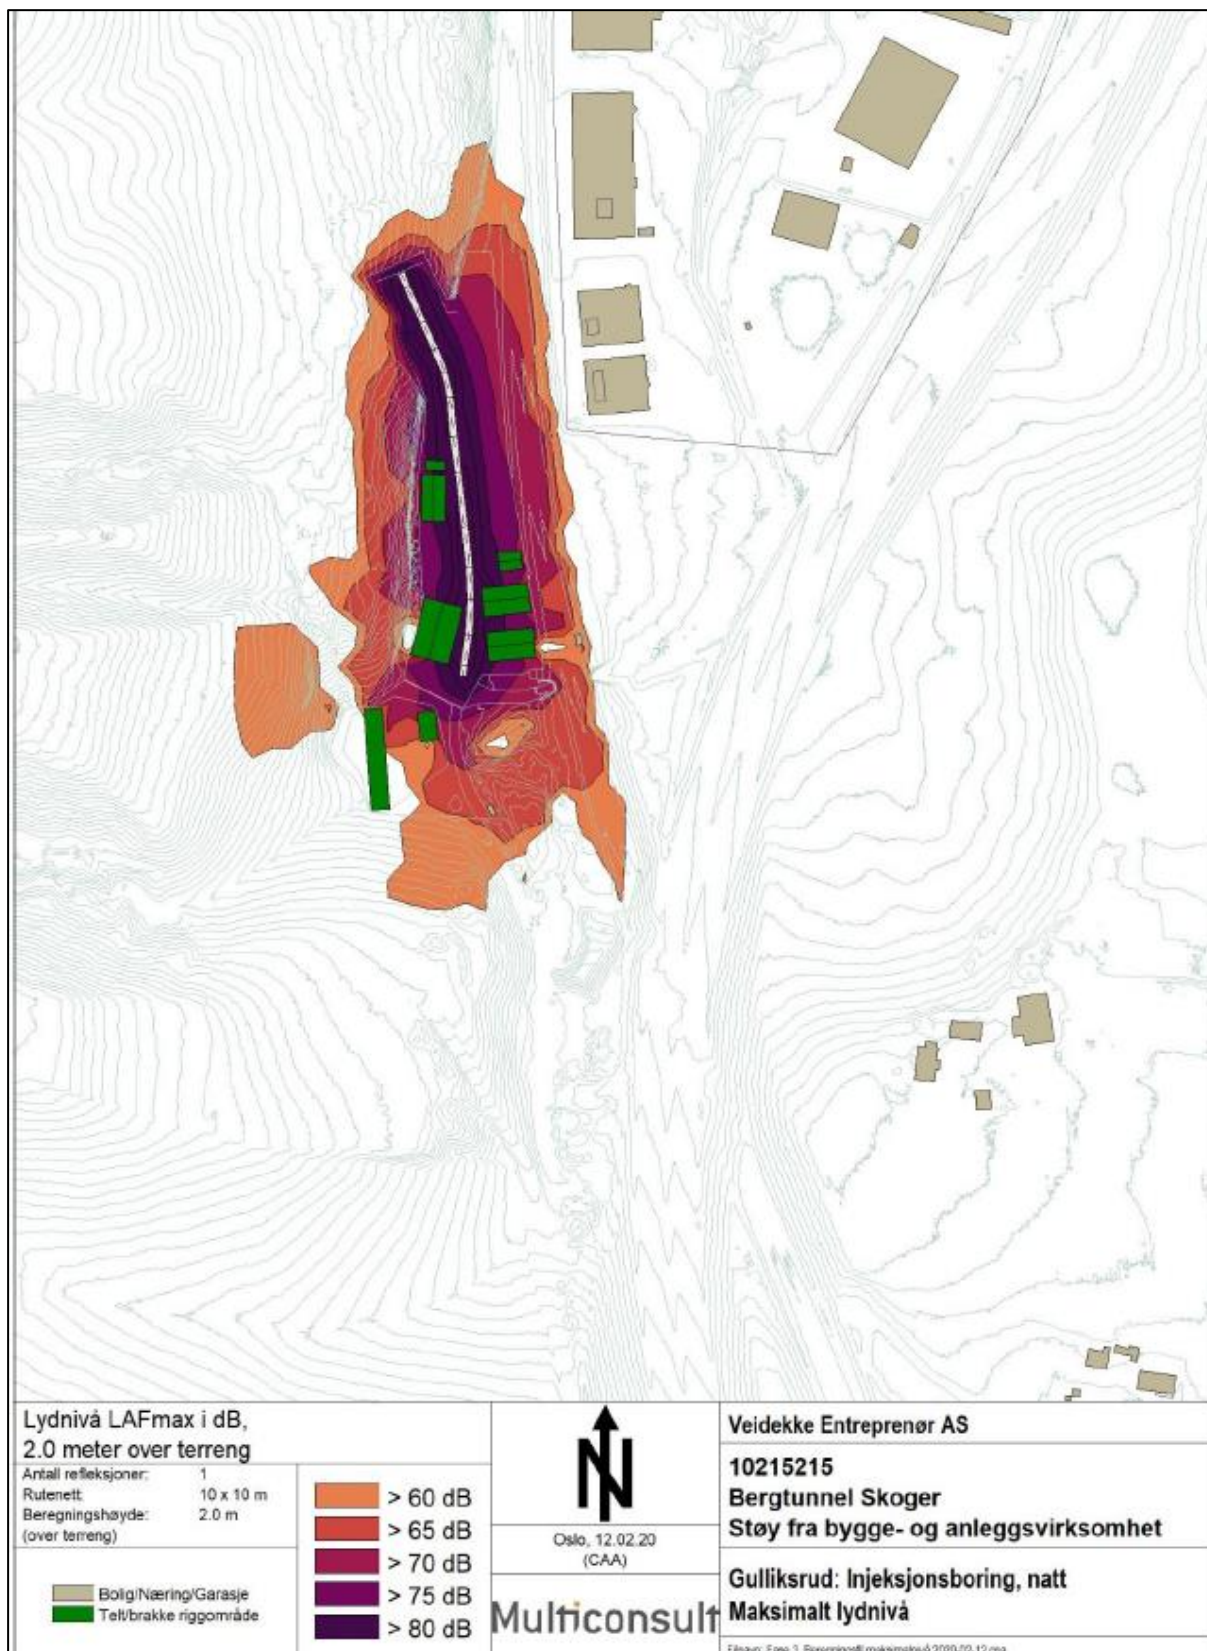 Lydnivå LAFmax i dB,
2.0 meter over terreng
Antall refleksjoner: 1
Rutenett: 10 x 10 m
Beregningshøyde: 2.0 m
(over terreng)
Bolig/Næring/Garasje
Telt/brakke riggområde
> 60 dB
> 65 dB
> 70 dB
> 75 dB
> 80 dB
N
Oslo, 12.02.20
(CAA)
Multiconsult
Veidekke Entreprenør AS
10215215
Bergtunnel Skoger
Støy fra bygge- og anleggsvirksomhet
Gulliksrud: Injeksjonsboring, natt
Maksimalt lydnivå